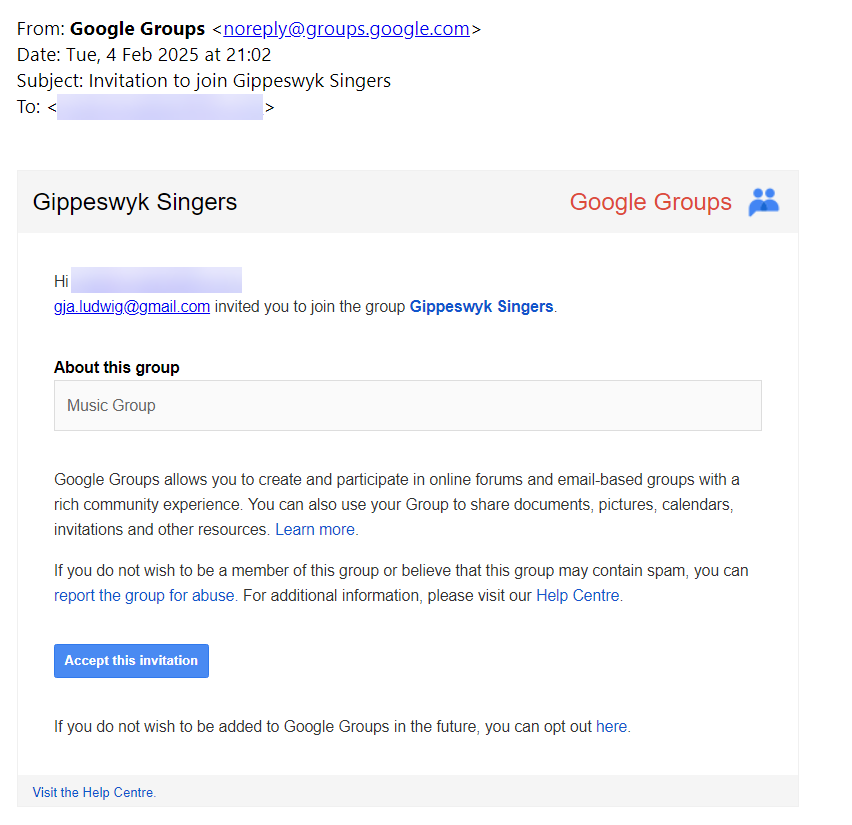 From: Google Groups <noreply@groups.google.com>
Date: Tue, 4 Feb 2025 at 21:02
Subject: Invitation to join Gippeswyk Singers
To: < >
Gippeswyk Singers Google Groups
Hi
gja.ludwig@gmail.com invited you to join the group Gippeswyk Singers.
About this group
Music Group
Google Groups allows you to create and participate in online forums and email-based groups with a
rich community experience. You can also use your Group to share documents, pictures, calendars,
invitations and other resources. Learn more.
If you do not wish to be a member of this group or believe that this group may contain spam, you can
report the group for abuse. For additional information, please visit our Help Centre.
Accept this invitation
If you do not wish to be added to Google Groups in the future, you can opt out here.
Visit the Help Centre.